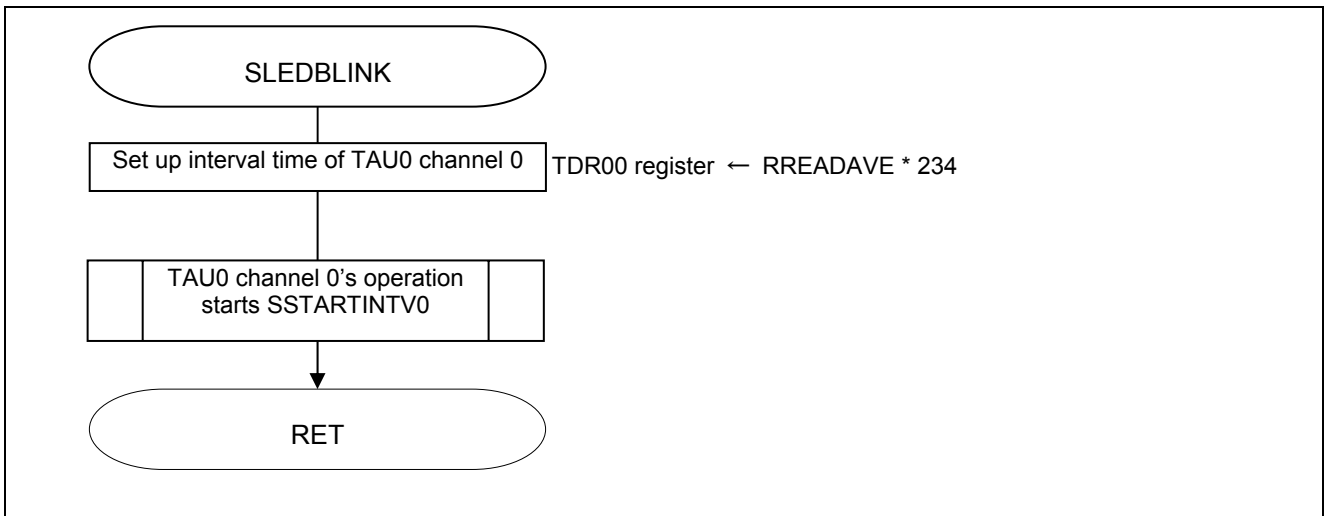 SLEDBLINK
Set up interval time of TAU0 channel 0
TDR00 register ← RREADAVE * 234
TAU0 channel 0’s operation
starts SSTARTINTV0
RET